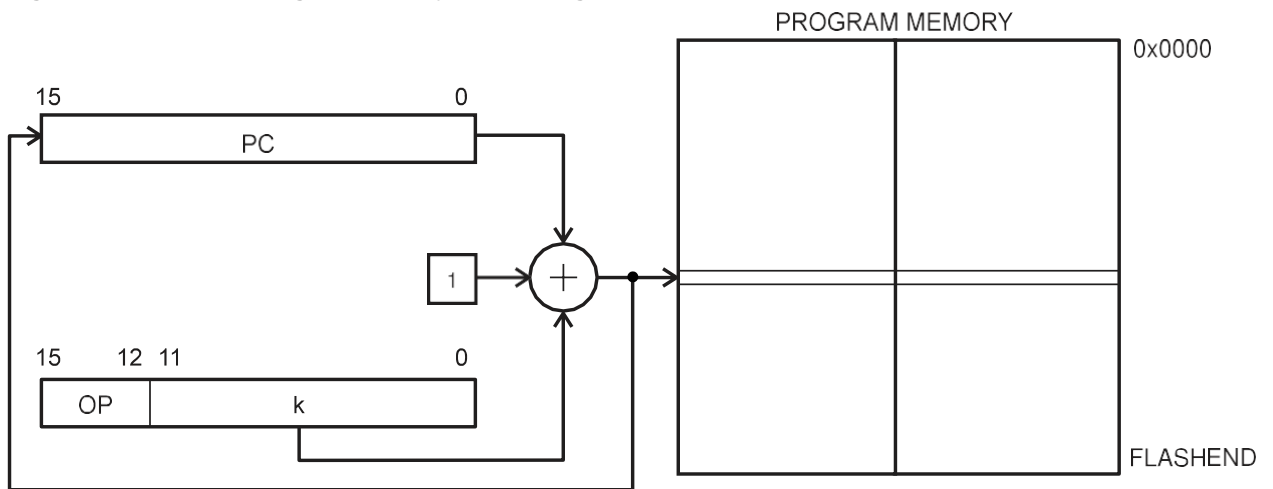 PROGRAM MEMORY
0x0000
15 0
PC
1
+
15 12 11 0
OP k
FLASHEND